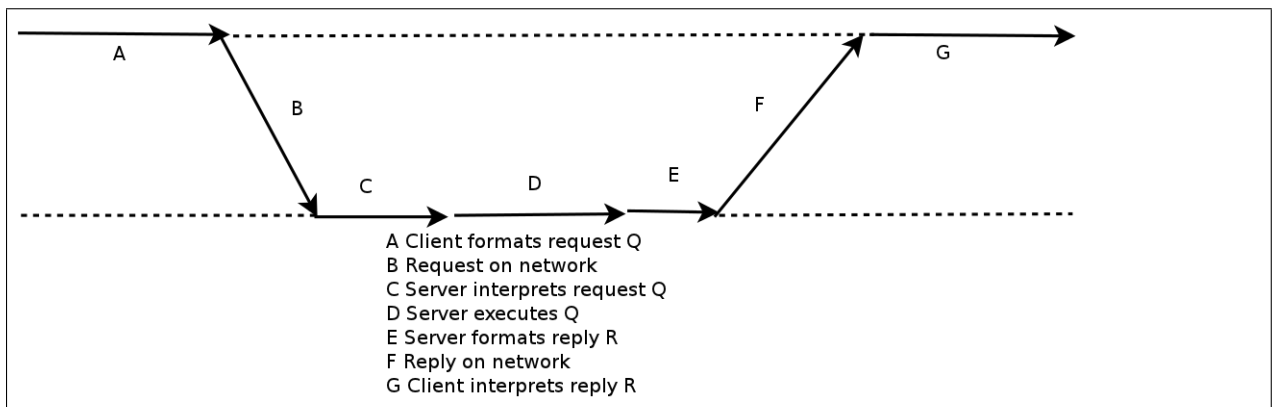 A
G
B
F
C
D
E
A Client formats request Q
B Request on network
C Server interprets request Q
D Server executes Q
E Server formats reply R
F Reply on network
G Client interprets reply R